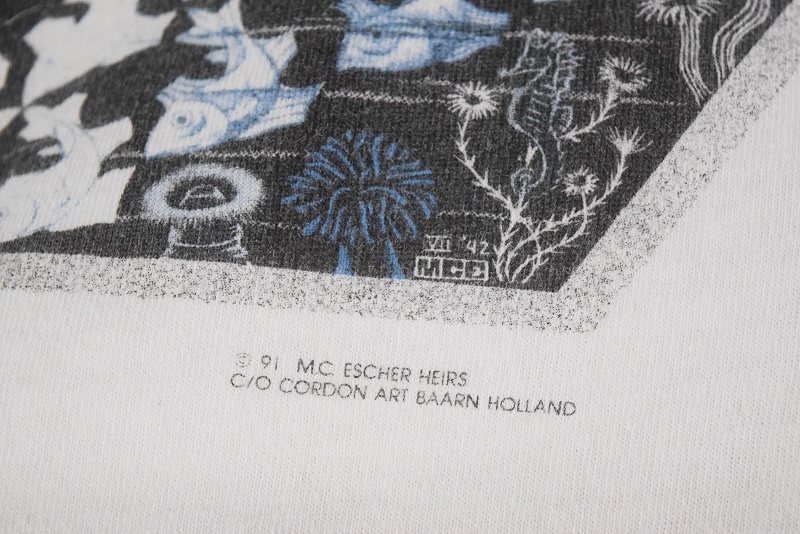 VII '42
MCE
© 91 M.C. ESCHER HEIRS
C/O CORDON ART BAARN HOLLAND